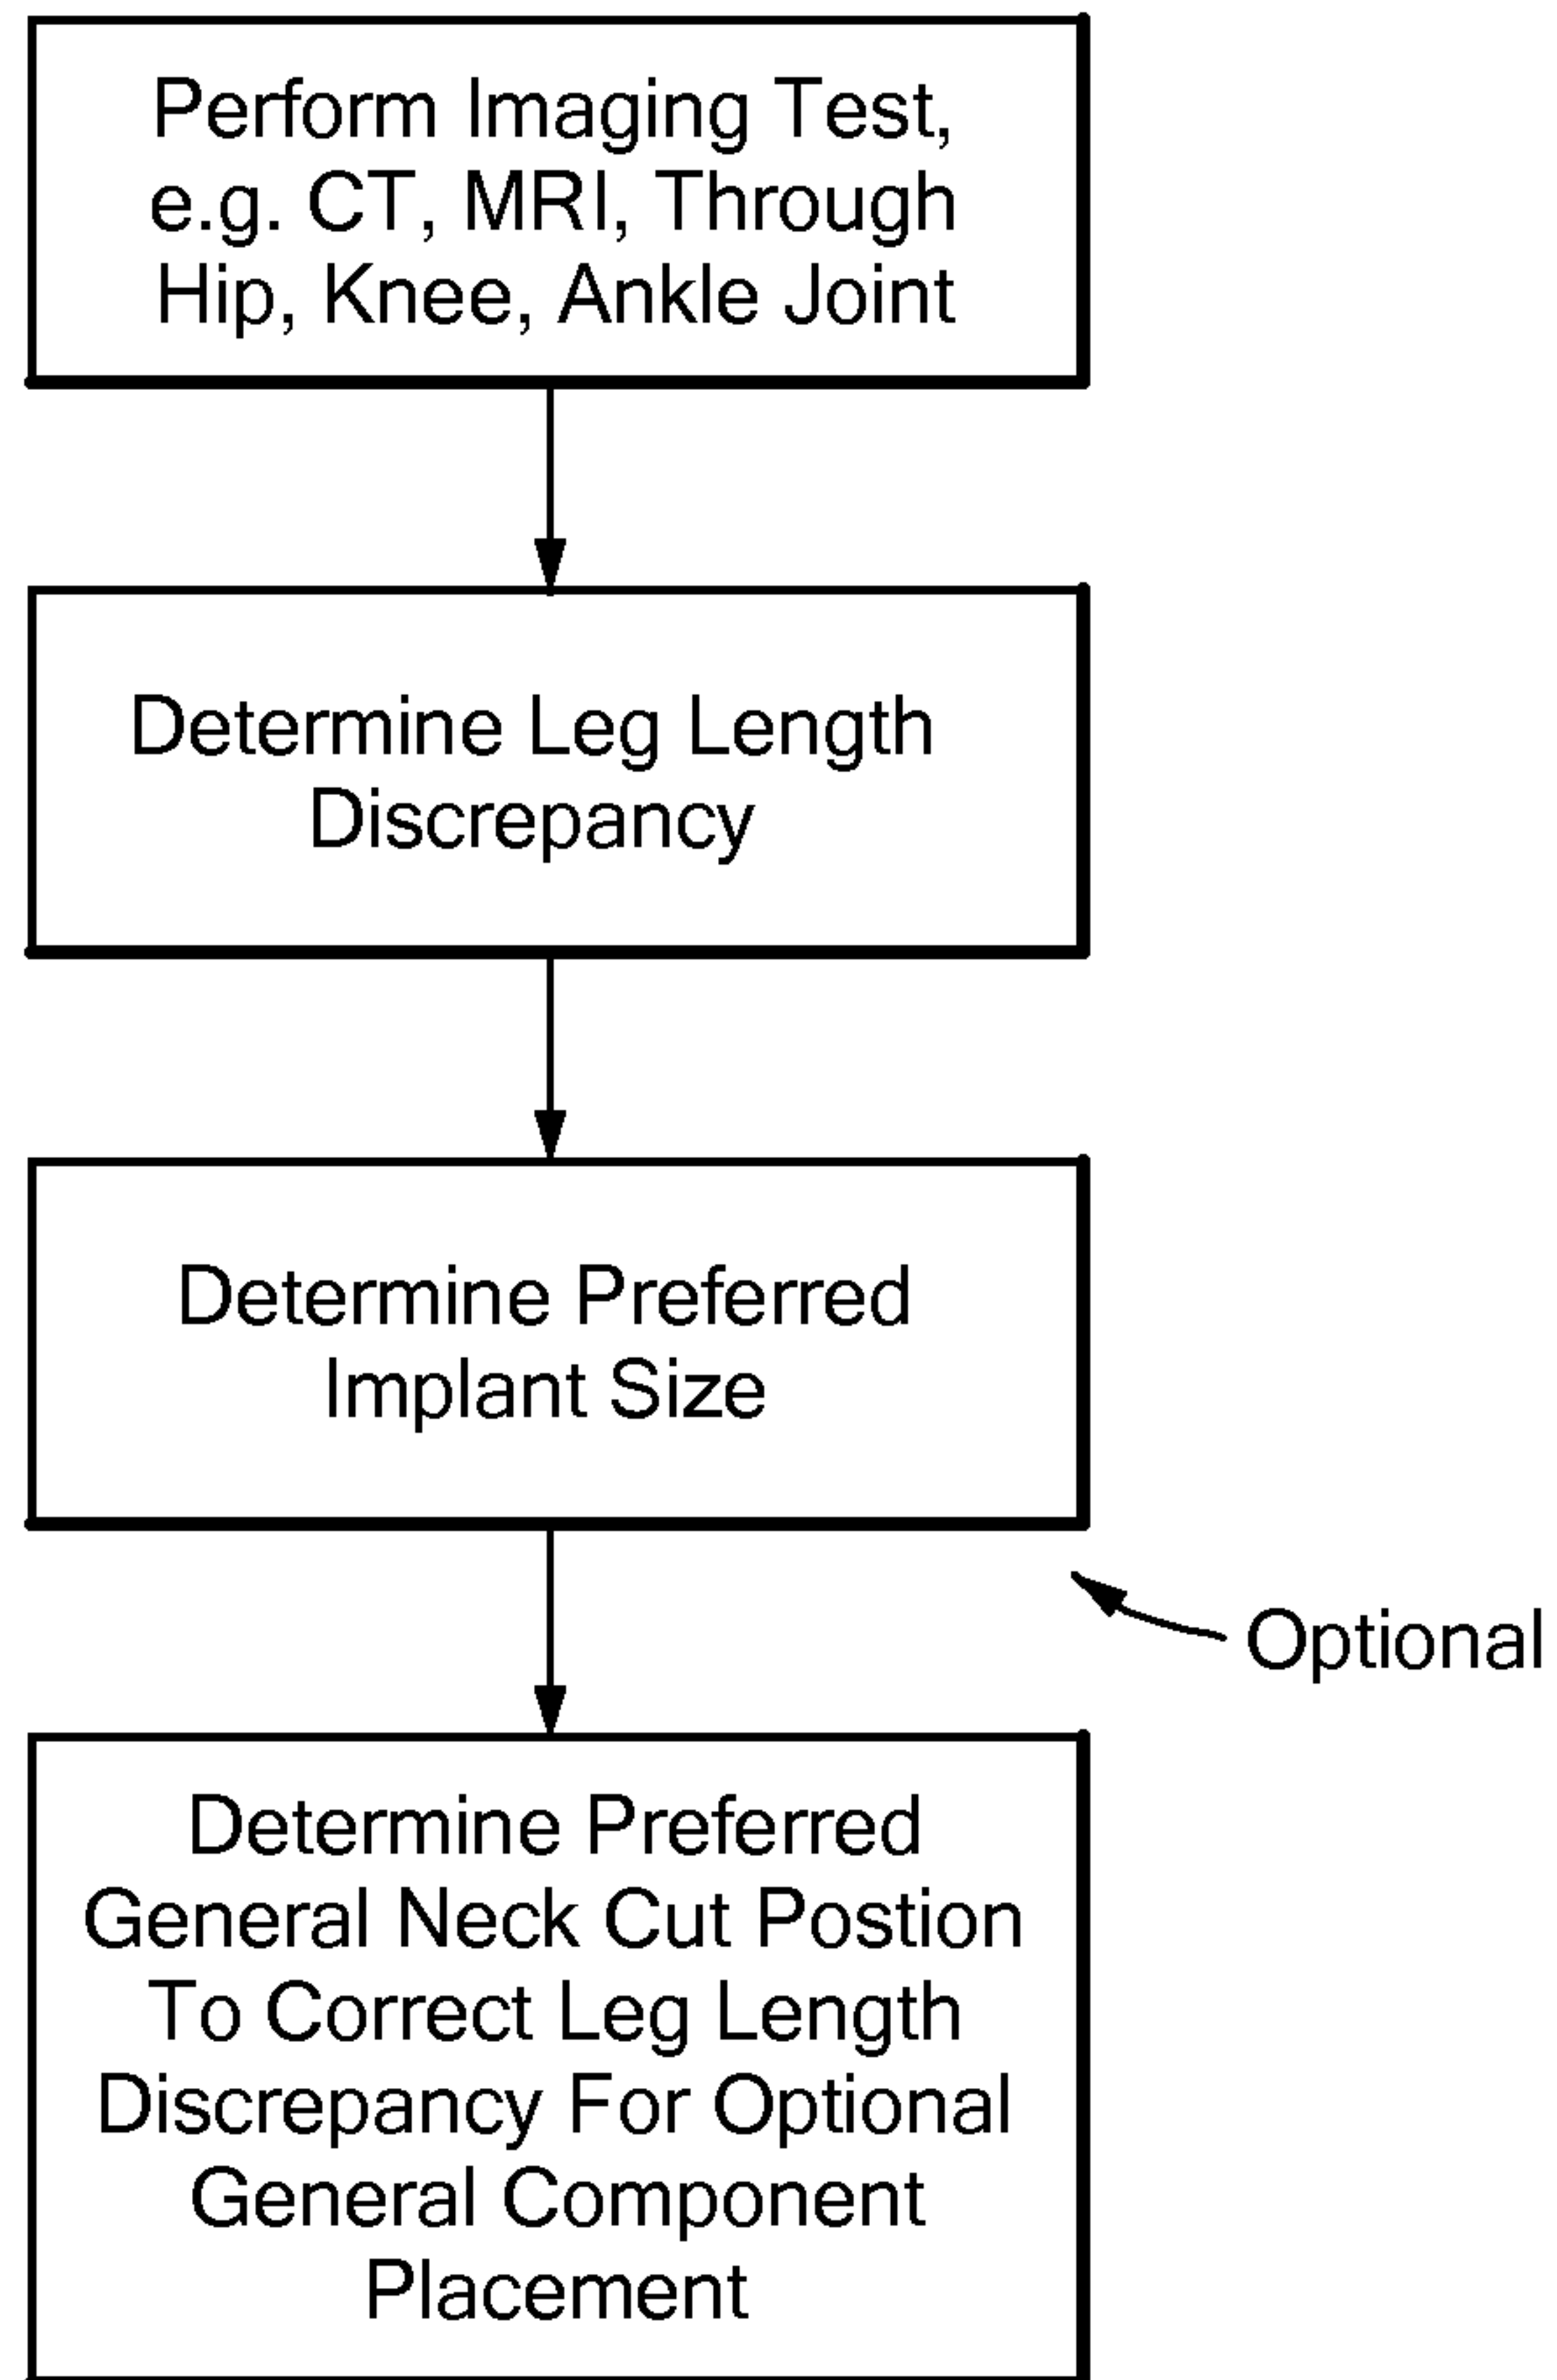 Perform Imaging Test,
e.g. CT, MRI, Through
Hip, Knee, Ankle Joint
Determine Leg Length
Discrepancy
Determine Preferred
Implant Size
Optional
Determine Preferred
General Neck Cut Postion
To Correct Leg Length
Discrepancy For Optional
General Component
Placement